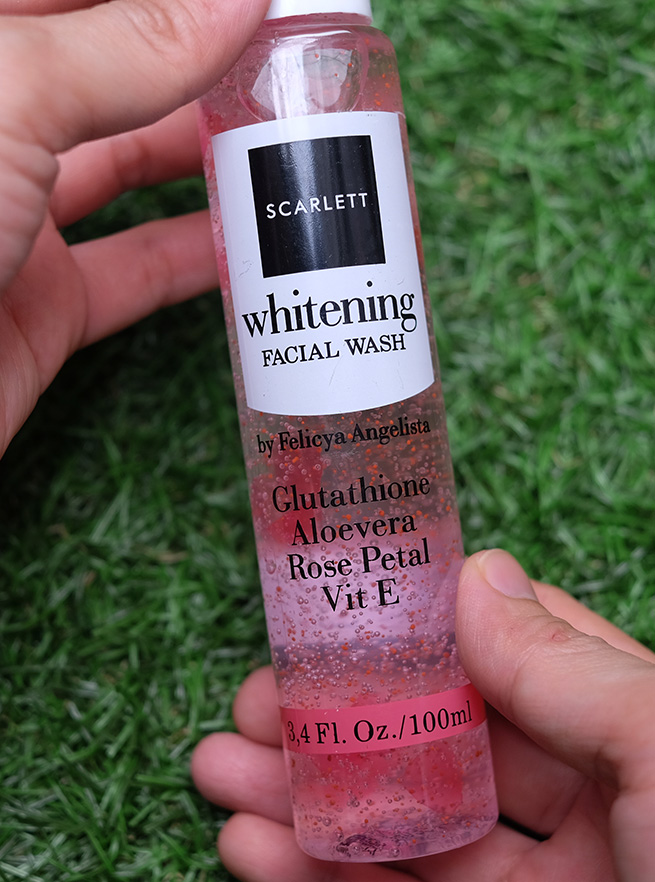 SCARLETT
whitening
FACIAL WASH
by Felicya Angelista
Glutathione
Aloevera
Rose Petal
Vit E
3,4 Fl. Oz./100ml